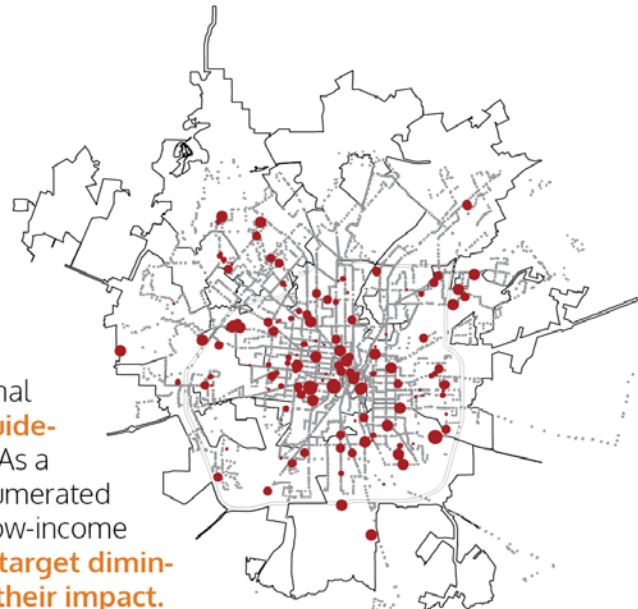 nal
uide-
As a
umerated
ow-income
target dimin-
their impact.